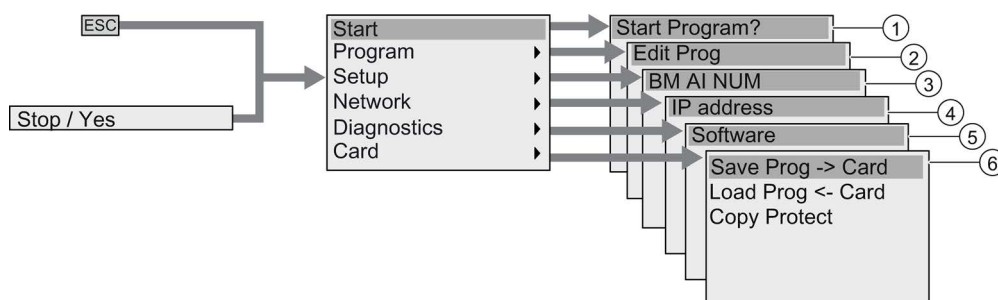 ESC
Stop / Yes
Start
Program
Setup
Network
Diagnostics
Card
Start Program?
1
Edit Prog
2
BM AI NUM
3
IP address
4
Software
5
Save Prog -> Card
6
Load Prog <- Card
Copy Protect